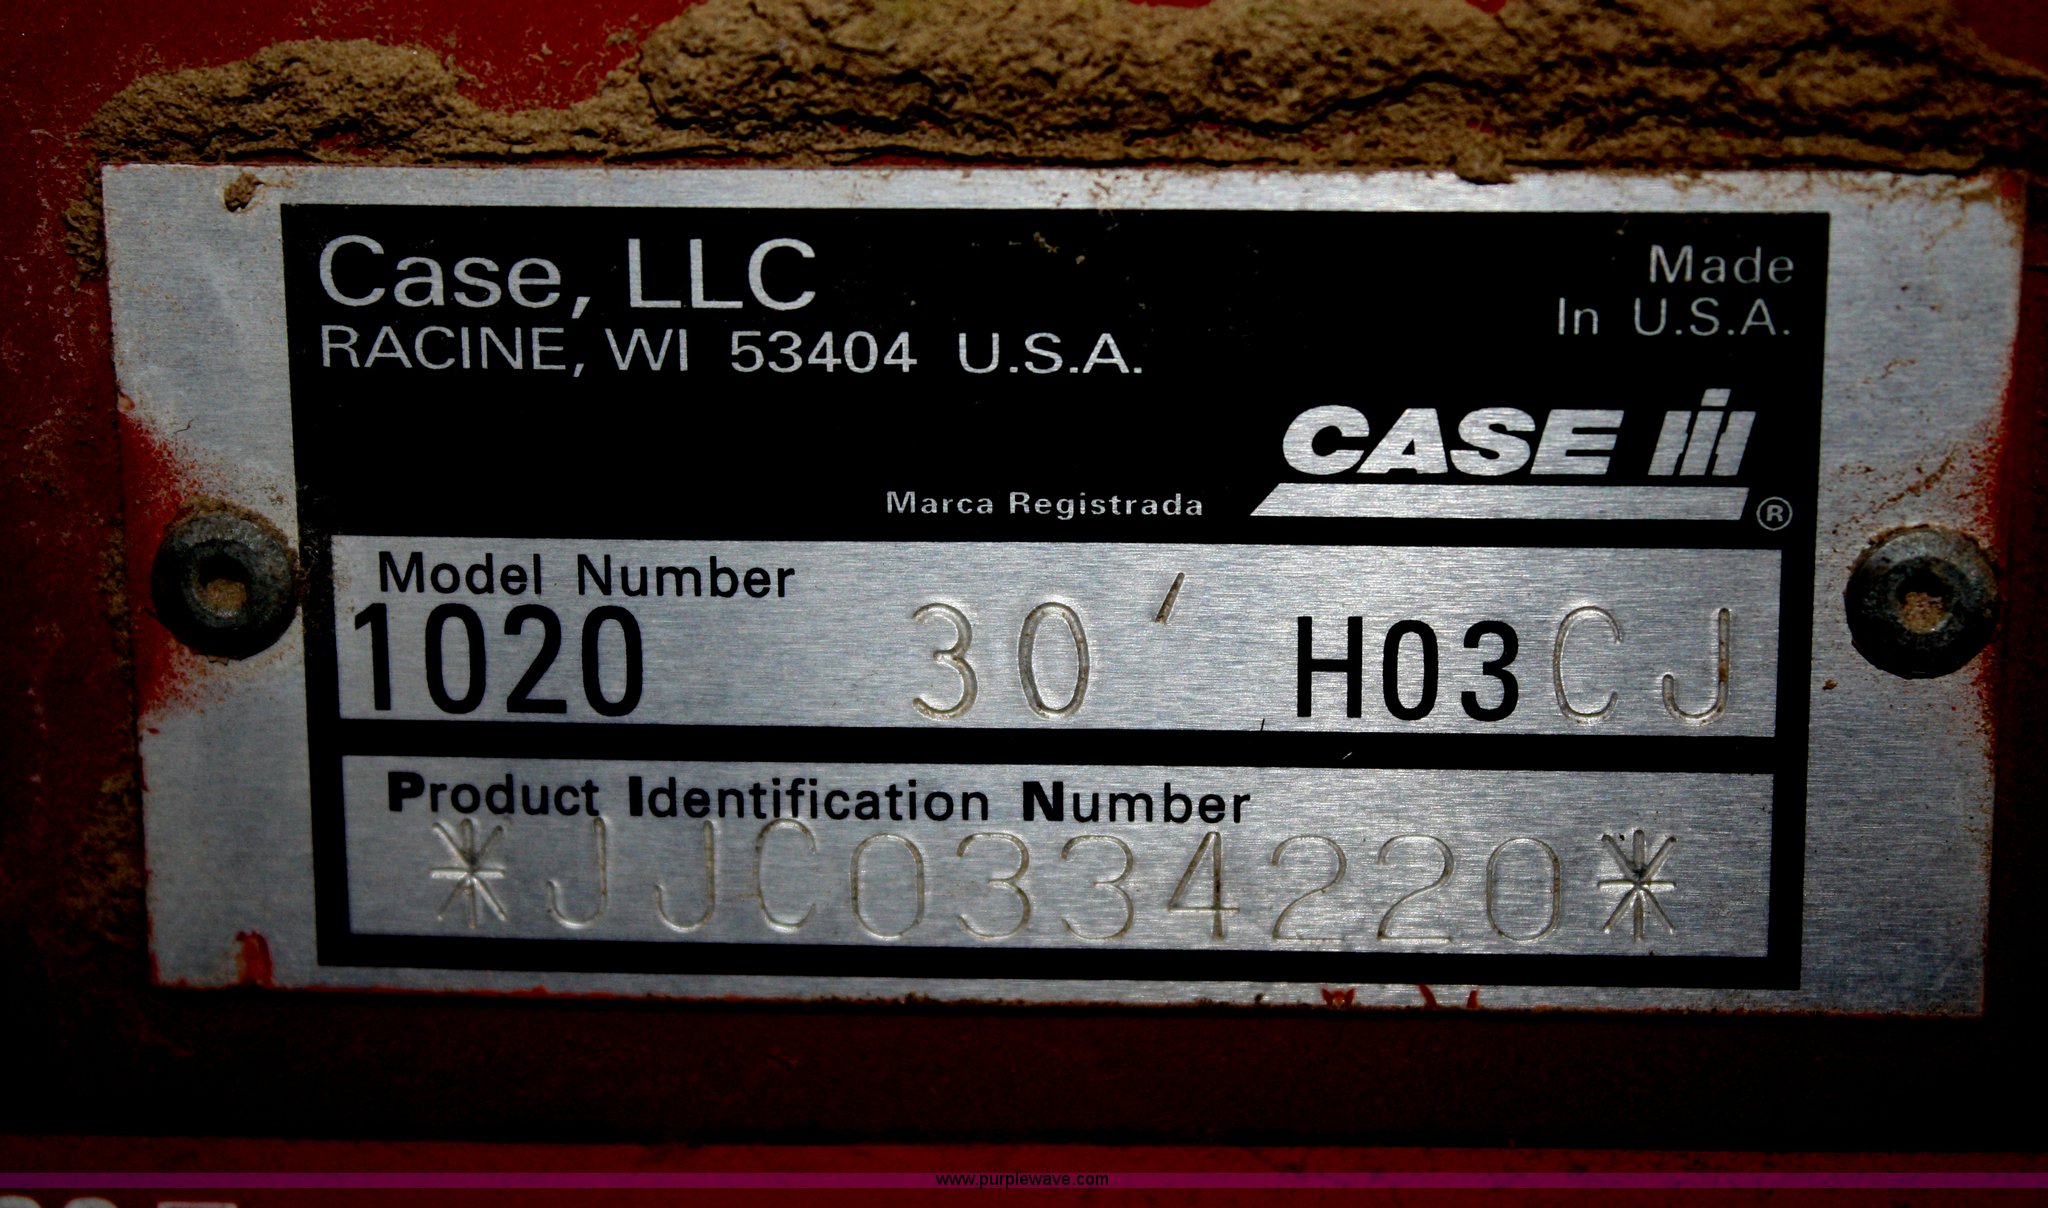 Case, LLC
RACINE, WI 53404 U.S.A.
Made
In U.S.A.
CASE IH
Marca Registrada
®
Model Number
1020 30' H03CJ
Product Identification Number
*JJC0334220*
www.purplewave.com